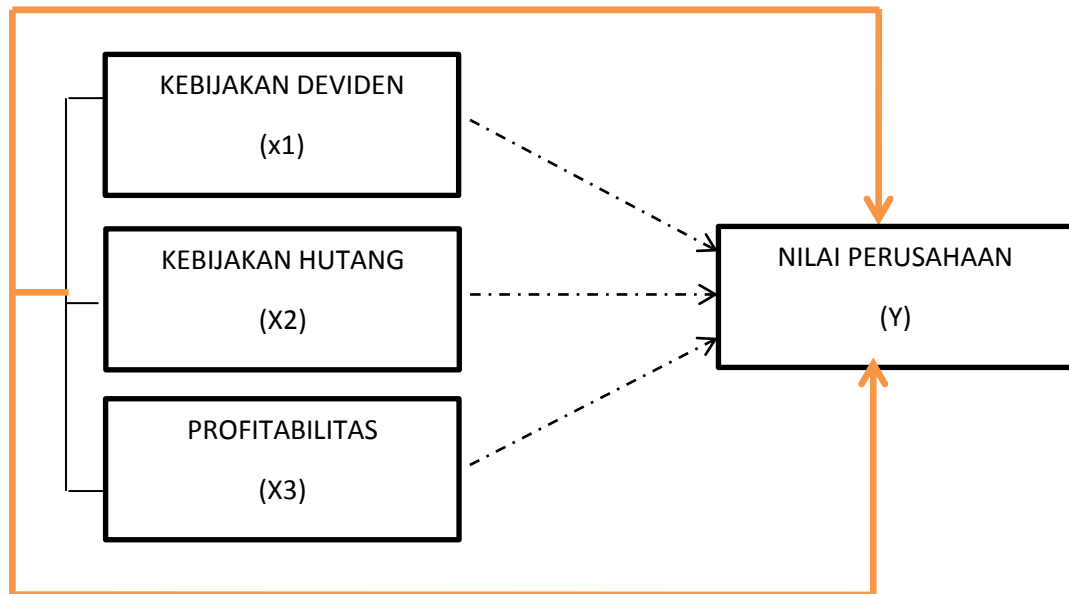 KEBIJAKAN DEVIDEN
(x1)
KEBIJAKAN HUTANG
(X2)
PROFITABILITAS
(X3)
NILAI PERUSAHAAN
(Y)